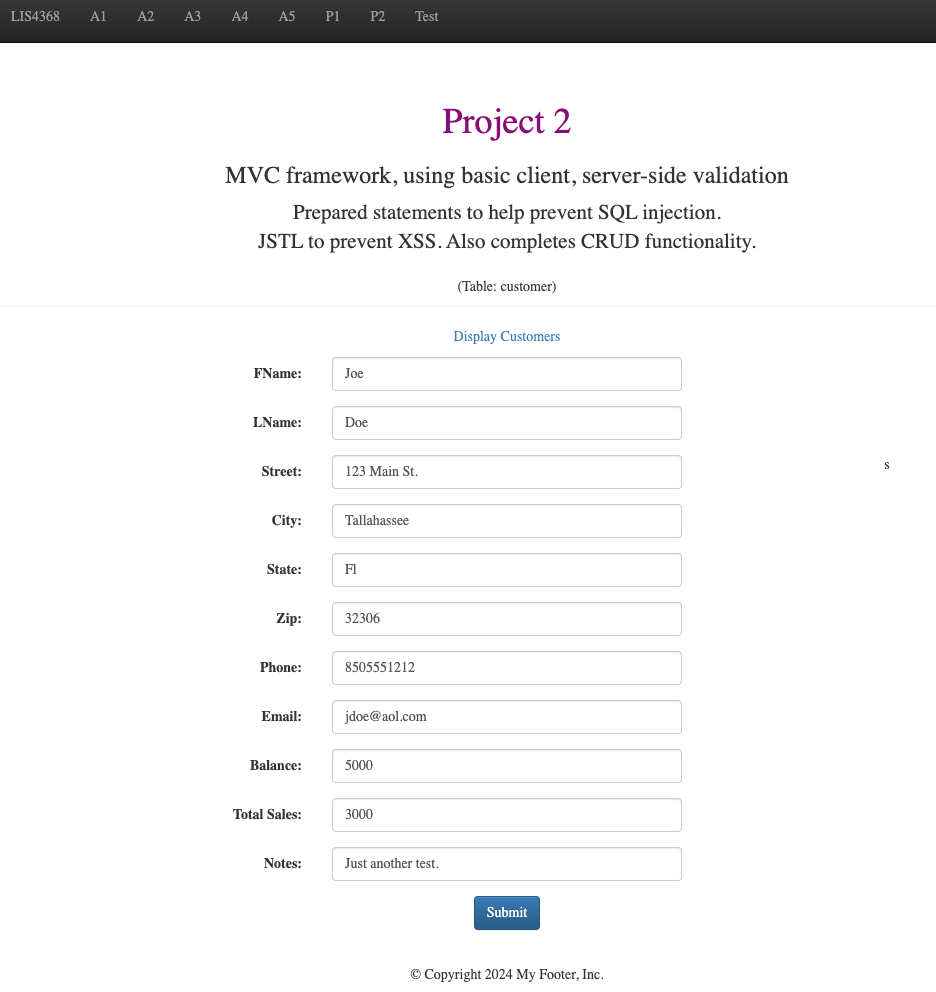 LIS4368 A1 A2 A3 A4 A5 P1 P2 Test
Project 2
MVC framework, using basic client, server-side validation
Prepared statements to help prevent SQL injection.
JSTL to prevent XSS. Also completes CRUD functionality.
(Table: customer)
Display Customers
FName: Joe
LName: Doe
Street: 123 Main St.
s
City: Tallahassee
State: Fl
Zip: 32306
Phone: 8505551212
Email: jdoe@aol.com
Balance: 5000
Total Sales: 3000
Notes: Just another test.
Submit
© Copyright 2024 My Footer, Inc.